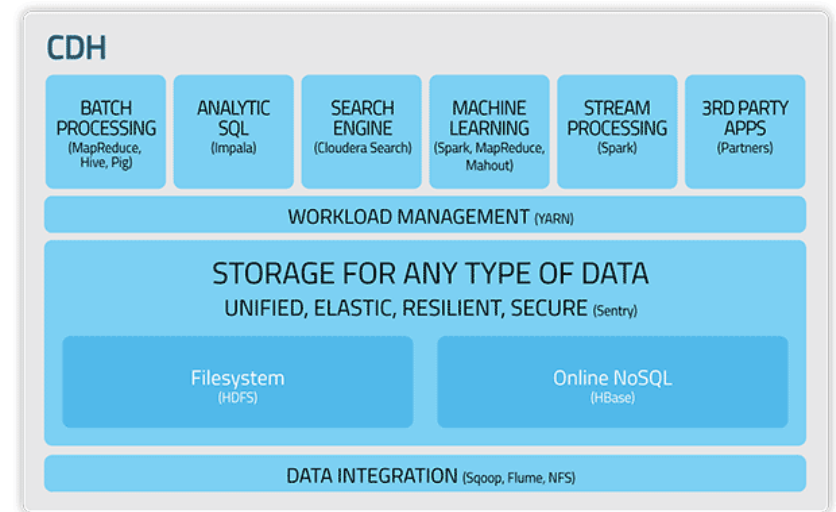 CDH
BATCH
PROCESSING
(MapReduce,
Hive, Pig)
ANALYTIC
SQL
(Impala)
SEARCH
ENGINE
(Cloudera Search)
MACHINE
LEARNING
(Spark, MapReduce,
Mahout)
STREAM
PROCESSING
(Spark)
3RD PARTY
APPS
(Partners)
WORKLOAD MANAGEMENT (YARN)
STORAGE FOR ANY TYPE OF DATA
UNIFIED, ELASTIC, RESILIENT, SECURE (Sentry)
Filesystem
(HDFS)
Online NoSQL
(HBase)
DATA INTEGRATION (Sqoop, Flume, NFS)